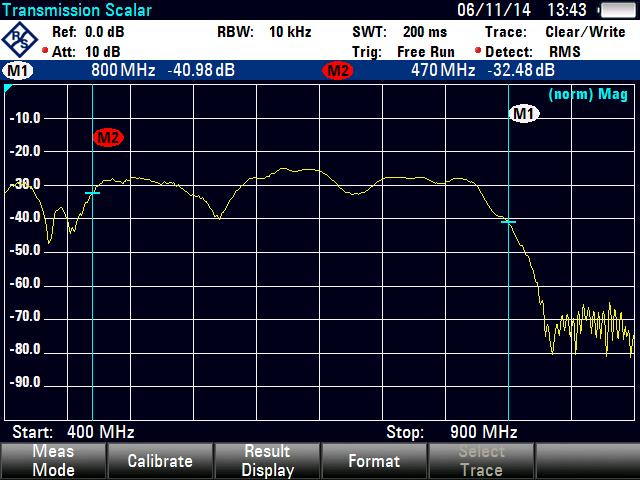 Transmission Scalar 06/11/14 13:43
Ref: 0.0 dB RBW: 10 kHz SWT: 200 ms Trace: Clear/Write
Att: 10 dB Trig: Free Run Detect: RMS
M1 800 MHz -40.98 dB M2 470 MHz -32.48 dB
(norm) Mag
M1
-10.0
M2
-20.0
-30.0
-40.0
-50.0
-60.0
-70.0
-80.0
-90.0
Start: 400 MHz Stop: 900 MHz
Meas Mode Calibrate Result Display Format Select Trace